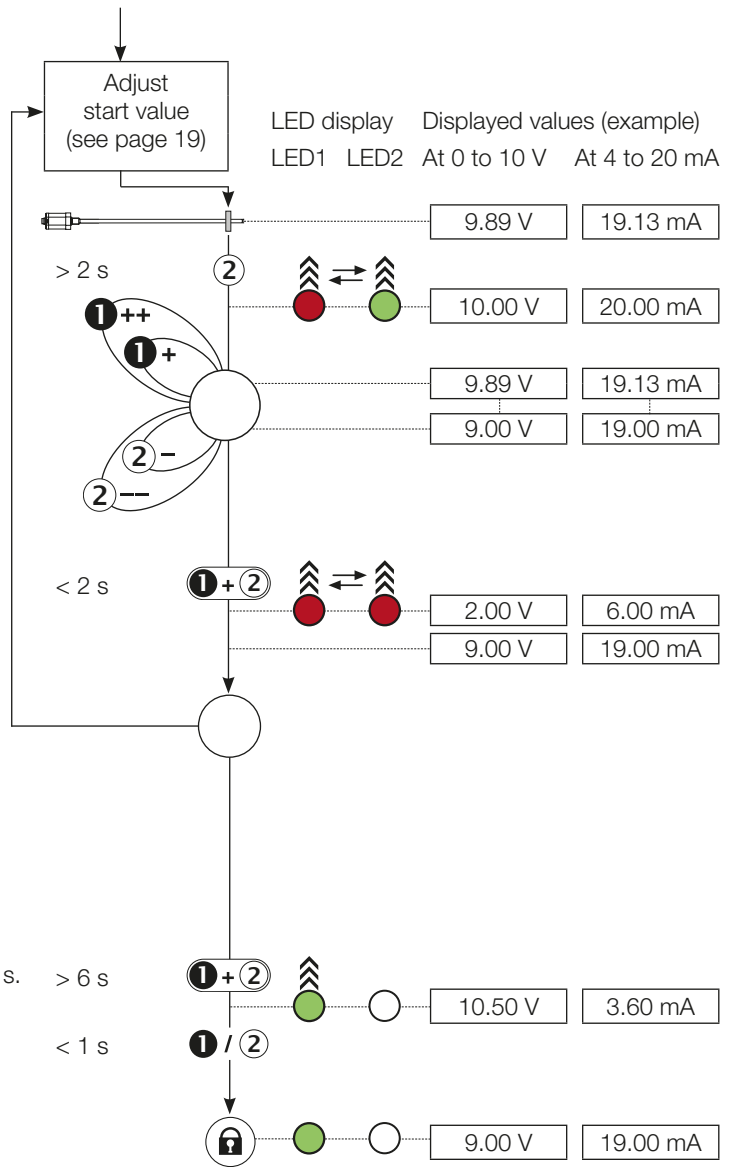 Adjust
start value
(see page 19)
LED display Displayed values (example)
LED1 LED2 At 0 to 10 V At 4 to 20 mA
9.89 V 19.13 mA
> 2 s 2
10.00 V 20.00 mA
1 ++
1 +
9.89 V 19.13 mA
9.00 V 19.00 mA
2 –
2 ––
< 2 s 1 + 2
2.00 V 6.00 mA
9.00 V 19.00 mA
s. > 6 s 1 + 2
10.50 V 3.60 mA
< 1 s 1 / 2
9.00 V 19.00 mA